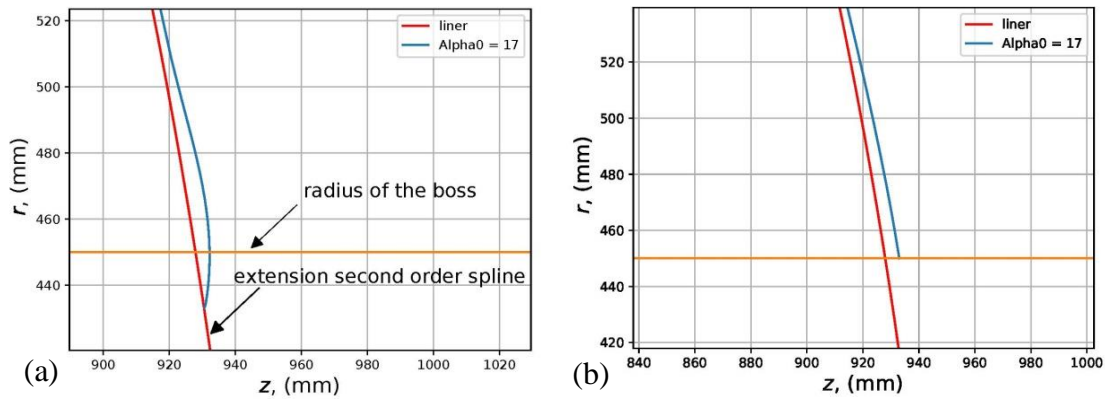 520
500
480
460
440
r, (mm)
liner
Alpha0 = 17
radius of the boss
extension second order spline
900 920 940 960 980 1000 1020
z, (mm)
(a)
540
520
500
480
460
440
420
r, (mm)
liner
Alpha0 = 17
840 860 880 900 920 940 960 980 1000
z, (mm)
(b)